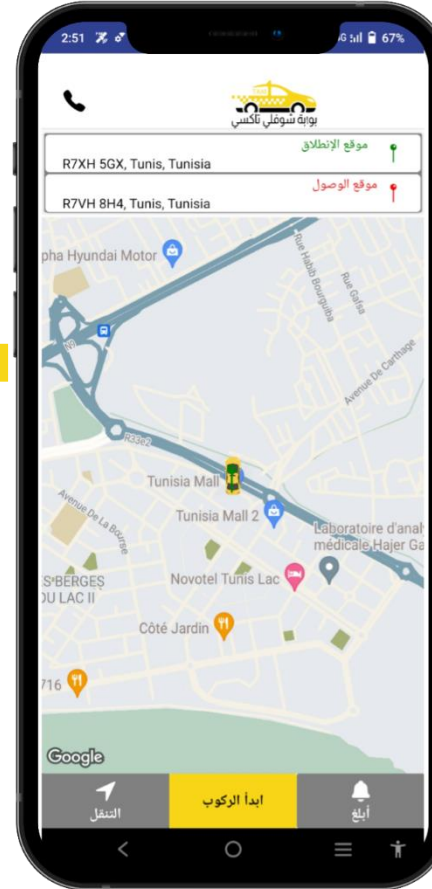 2:51
67%
TAXI
بوابة شوفلي تاكسي
موقع الإنطلاق
R7XH 5GX, Tunis, Tunisia
موقع الوصول
R7VH 8H4, Tunis, Tunisia
pha Hyundai Motor
Rue Habib Bourguiba
Rue Gafsa
Avenue De Carthage
N9
R33e2
Tunisia Mall
Tunisia Mall 2
Avenue De La Bourse
Laboratoire d'anal
médicale Hajer Ga
S BERGES
DU LAC II
Novotel Tunis Lac
Côté Jardin
716
Google
التنقل
ابدأ الركوب
أبلغ